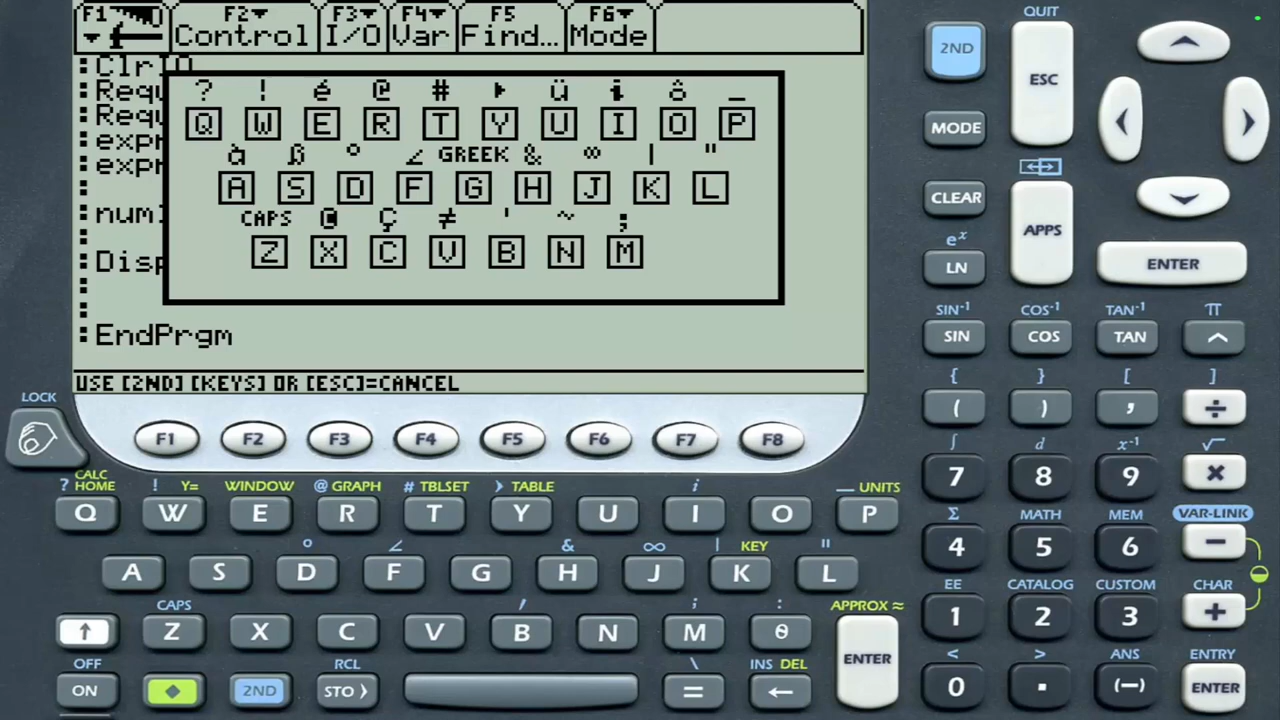 F1 F2 F3 F4 F5 F6
Control I/O Var Find... Mode
:ClrIO
:Requ
:Requ
:expr
:expr
:
:numI
:
:Disp
:
:
:EndPrgm
? ! é @ # ▶ ü i ô _
Q W E R T Y U I O P
à ß ° ∠ GREEK & ∞ | "
A S D F G H J K L
CAPS © Ç ≠ ' ~ ;
Z X C V B N M
USE [2ND] [KEYS] OR [ESC]=CANCEL
LOCK
F1 F2 F3 F4 F5 F6 F7 F8
? CALC HOME ! Y= WINDOW @ GRAPH # TBLSET › TABLE i _ UNITS
Q W E R T Y U I O P
° ∠ & ∞ | KEY "
A S D F G H J K L
CAPS ' ; : APPROX ≈
↑ Z X C V B N M θ
ENTER
OFF RCL \ INS DEL
ON ◆ 2ND STO › = ←
QUIT
2ND ESC
MODE
CLEAR APPS
eˣ
LN ENTER
SIN⁻¹ COS⁻¹ TAN⁻¹ π
SIN COS TAN ^
{ } [ ]
( ) , ÷
∫ d x⁻¹ √
7 8 9 ×
Σ MATH MEM VAR-LINK
4 5 6 −
EE CATALOG CUSTOM CHAR
1 2 3 +
< > ANS ENTRY
0 . (−) ENTER